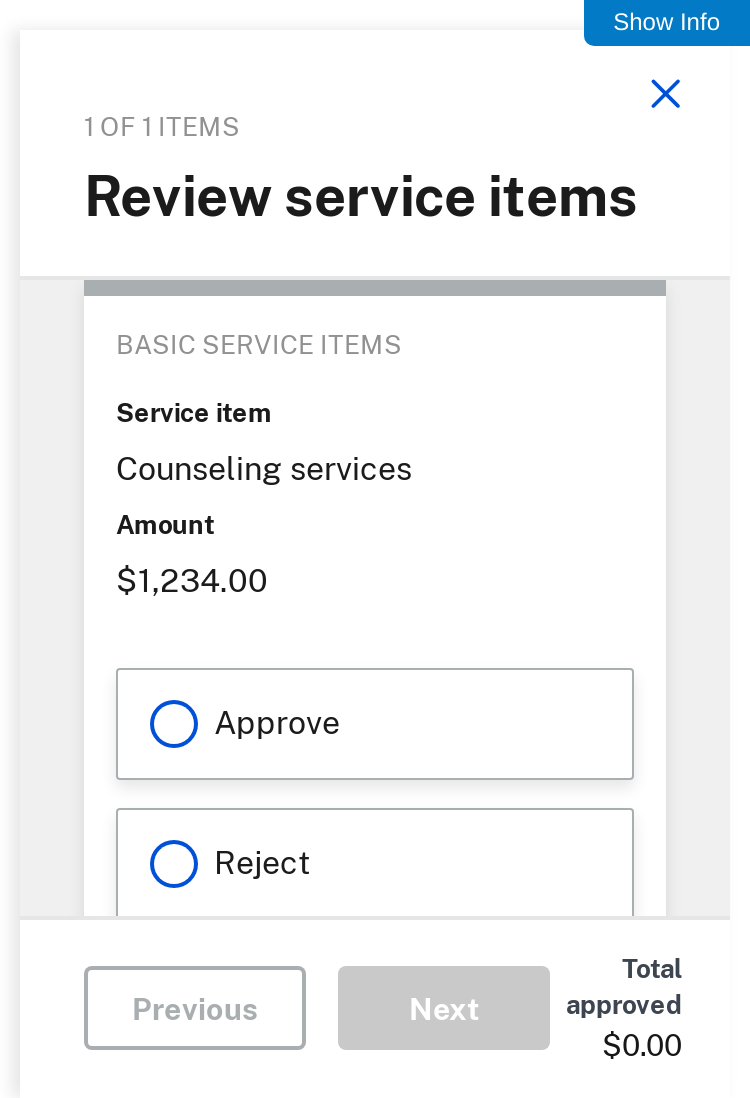 Show Info
1 OF 1 ITEMS
Review service items
BASIC SERVICE ITEMS
Service item
Counseling services
Amount
$1,234.00
Approve
Reject
Previous
Next
Total
approved
$0.00